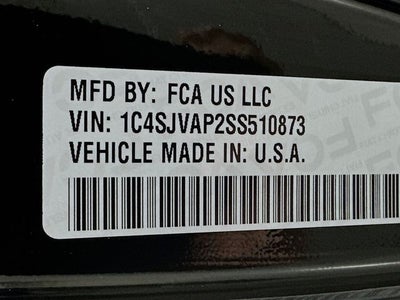 MFD BY: FCA US LLC
VIN: 1C4SJVAP2SS510873
VEHICLE MADE IN: U.S.A.